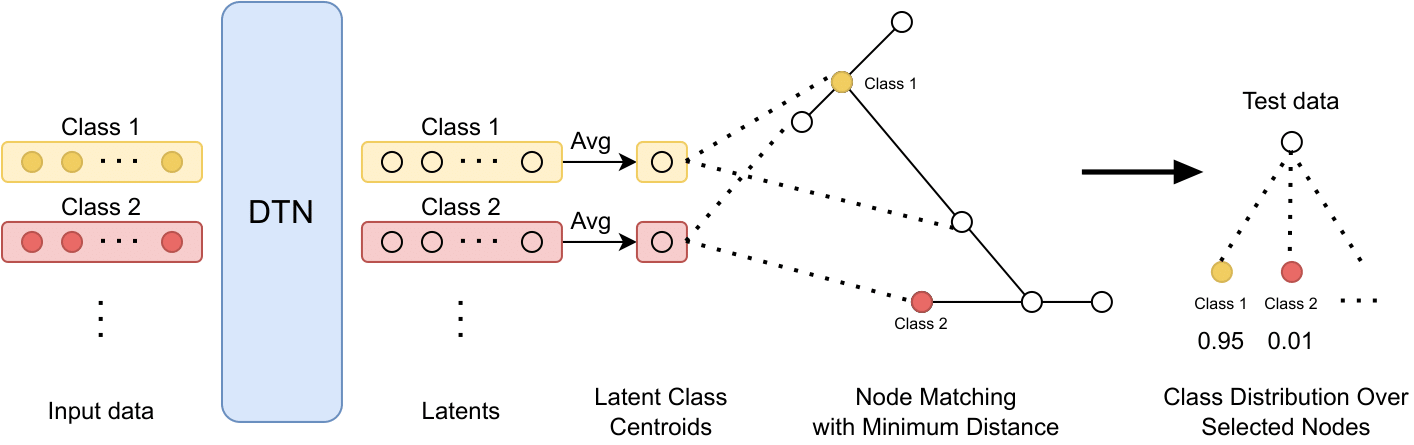 Class 1
Class 2
Input data
DTN
Class 1
Class 2
Latents
Avg
Avg
Latent Class
Centroids
Class 1
Class 2
Node Matching
with Minimum Distance
Test data
Class 1
Class 2
0.95
0.01
Class Distribution Over
Selected Nodes